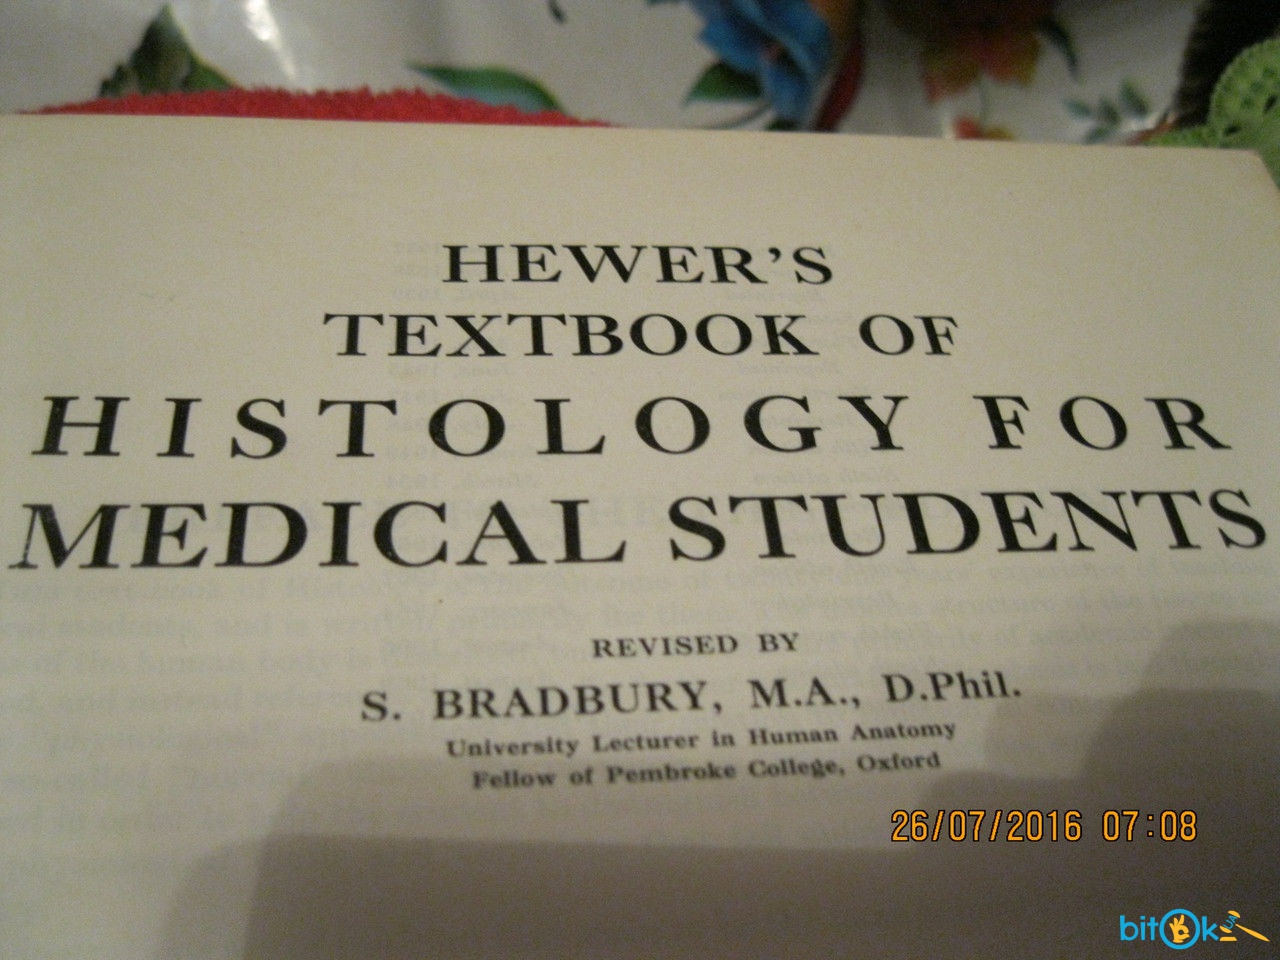 HEWER'S
TEXTBOOK OF
HISTOLOGY FOR
MEDICAL STUDENTS
REVISED BY
S. BRADBURY, M.A., D.Phil.
University Lecturer in Human Anatomy
Fellow of Pembroke College, Oxford
26/07/2016 07:08
bitOk